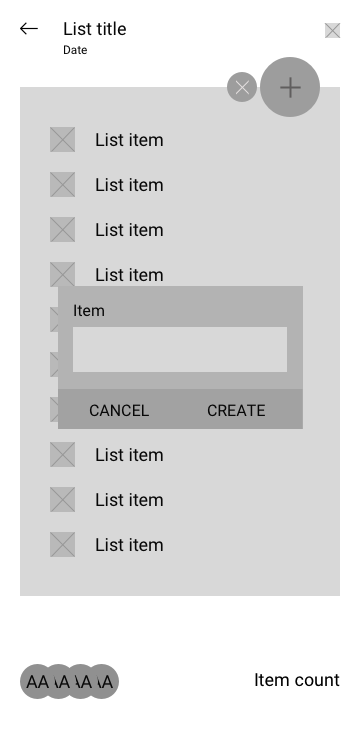 List title
Date
List item
List item
List item
List item
Item
CANCEL CREATE
List item
List item
List item
AA AA AA AA
Item count